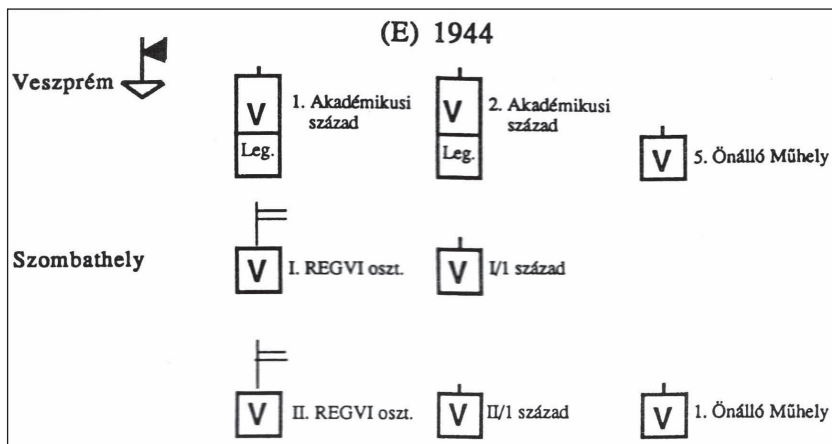 (E) 1944
Veszprém
V
Leg.
1. Akadémikusi
század
V
Leg.
2. Akadémikusi
század
V
5. Önálló Műhely
Szombathely
V
I. REGVI oszt.
V
I/1 század
V
II. REGVI oszt.
V
II/1 század
V
1. Önálló Műhely